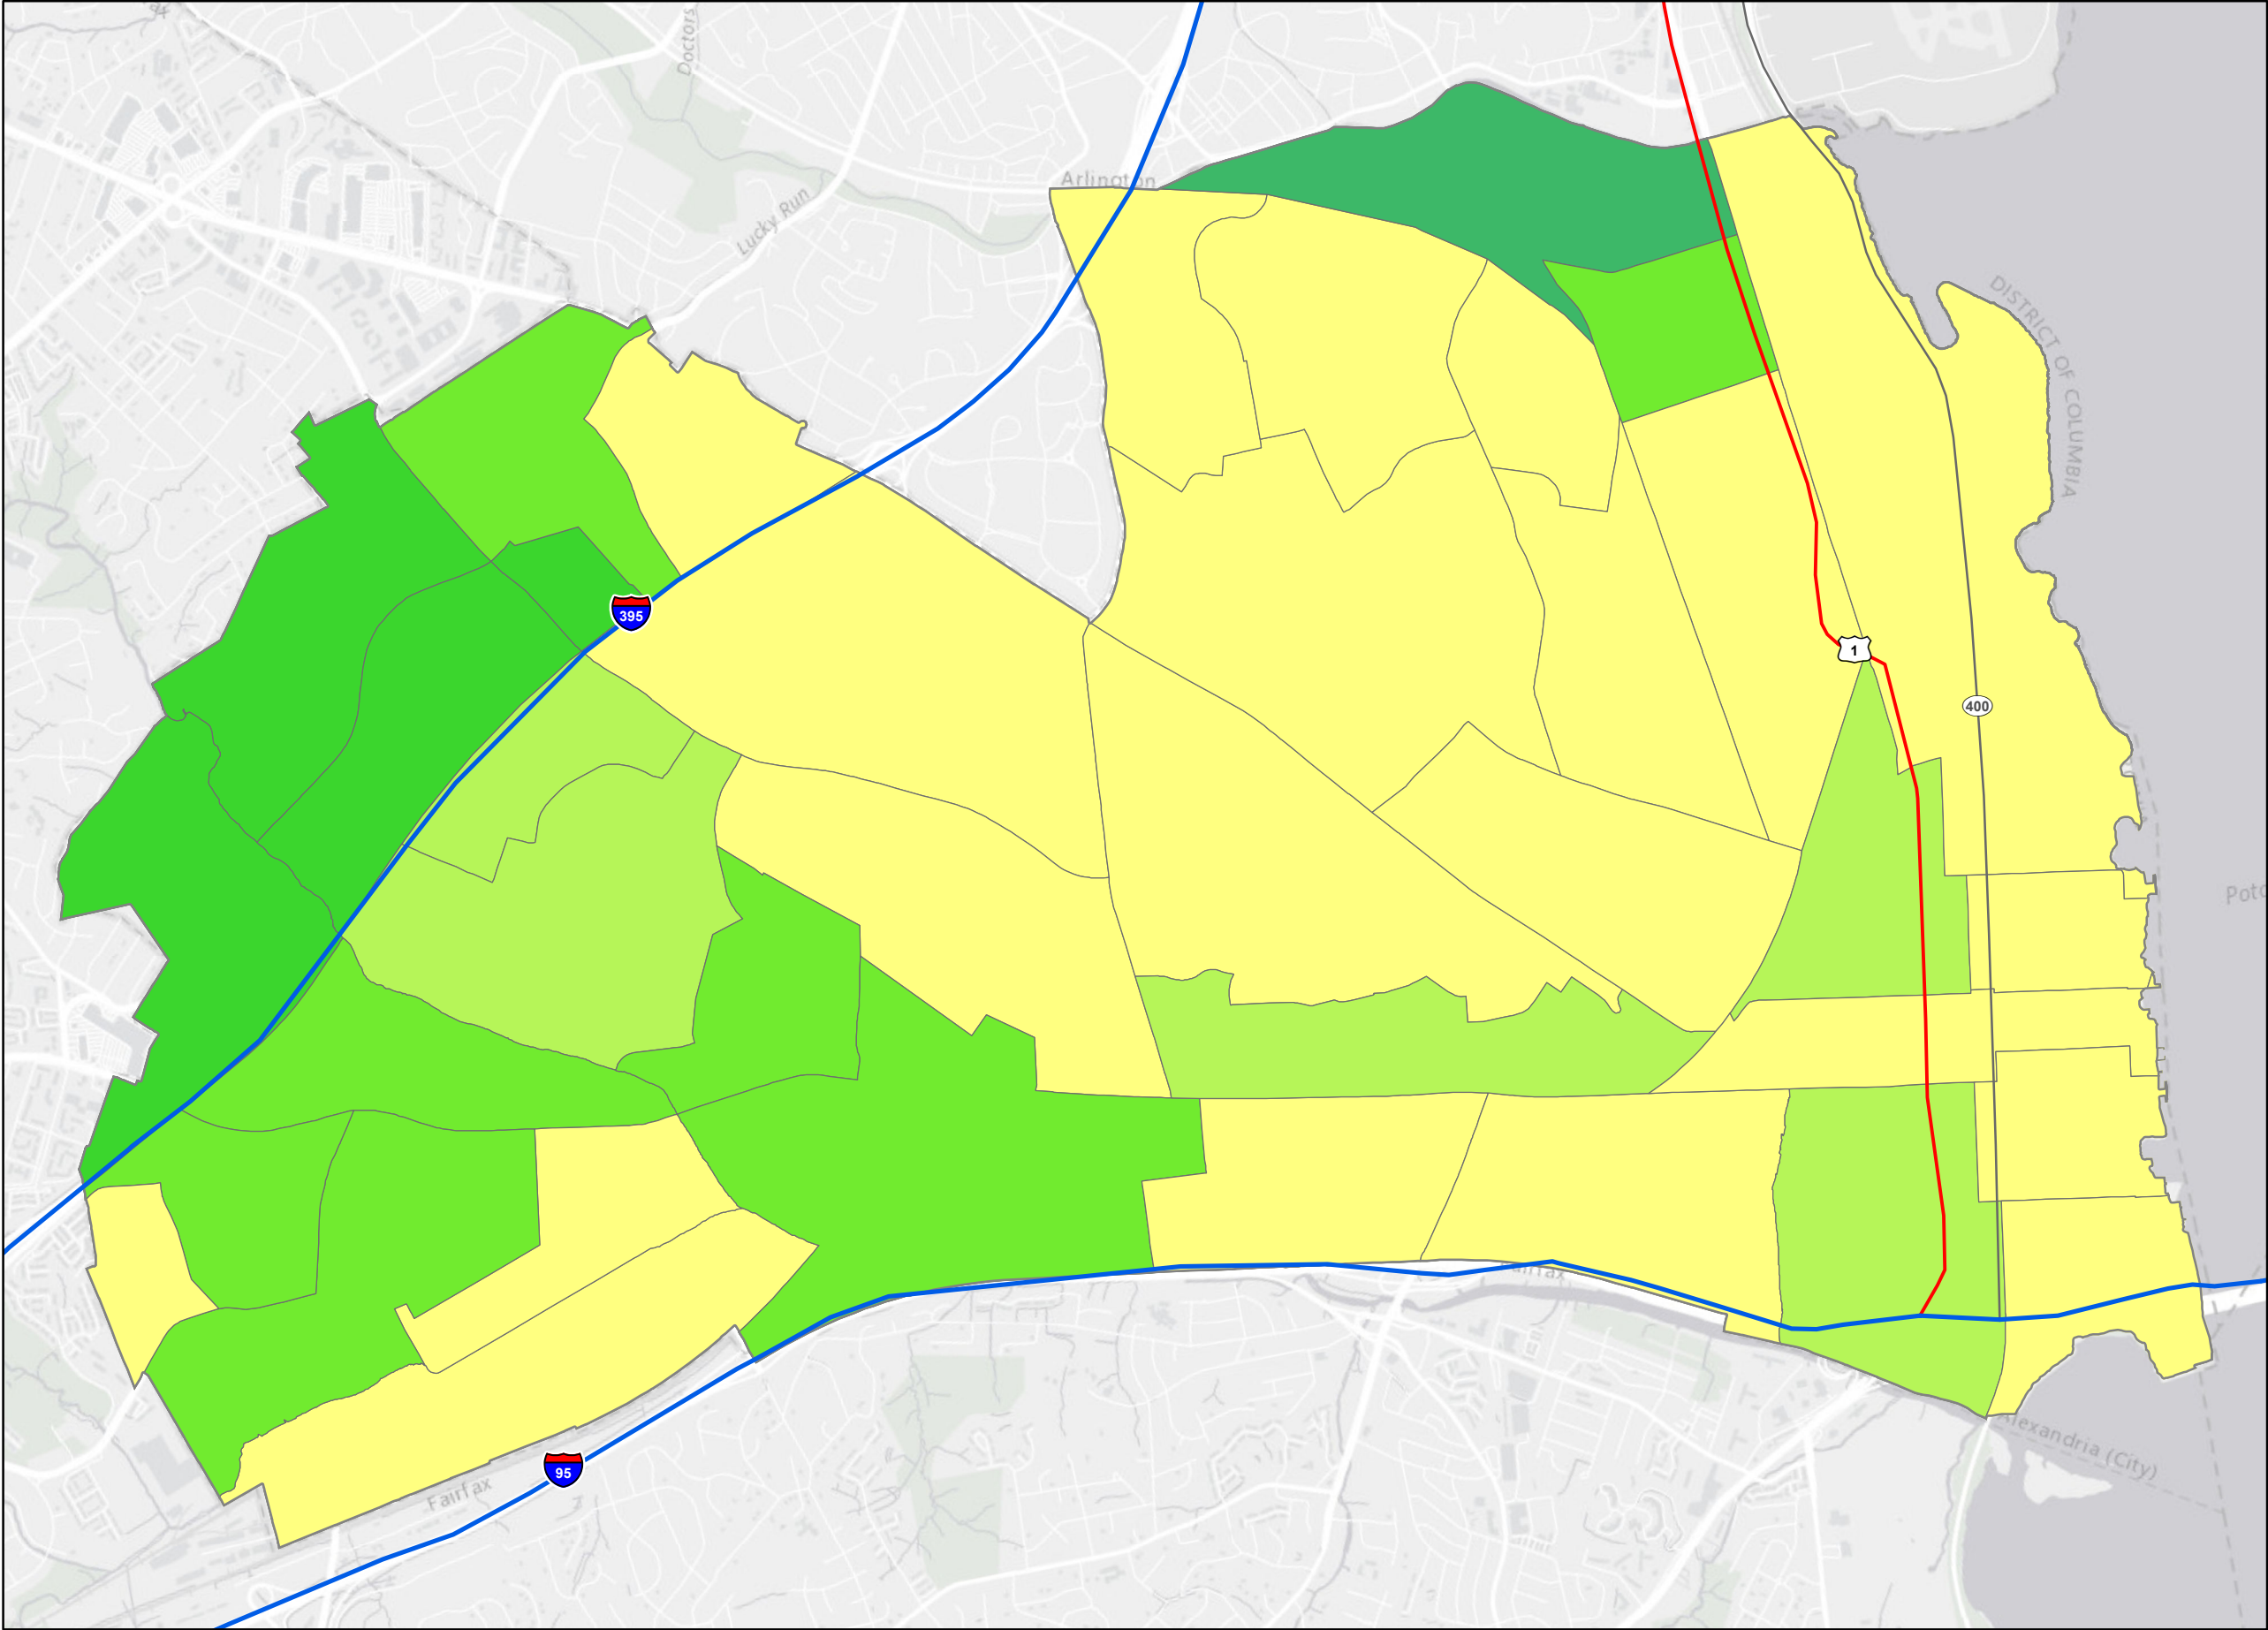 Doctors
Arlington
Lucky Run
DISTRICT OF COLUMBIA
395
1
400
Poto
Fairfax
Alexandria (City)
95
Fairfax